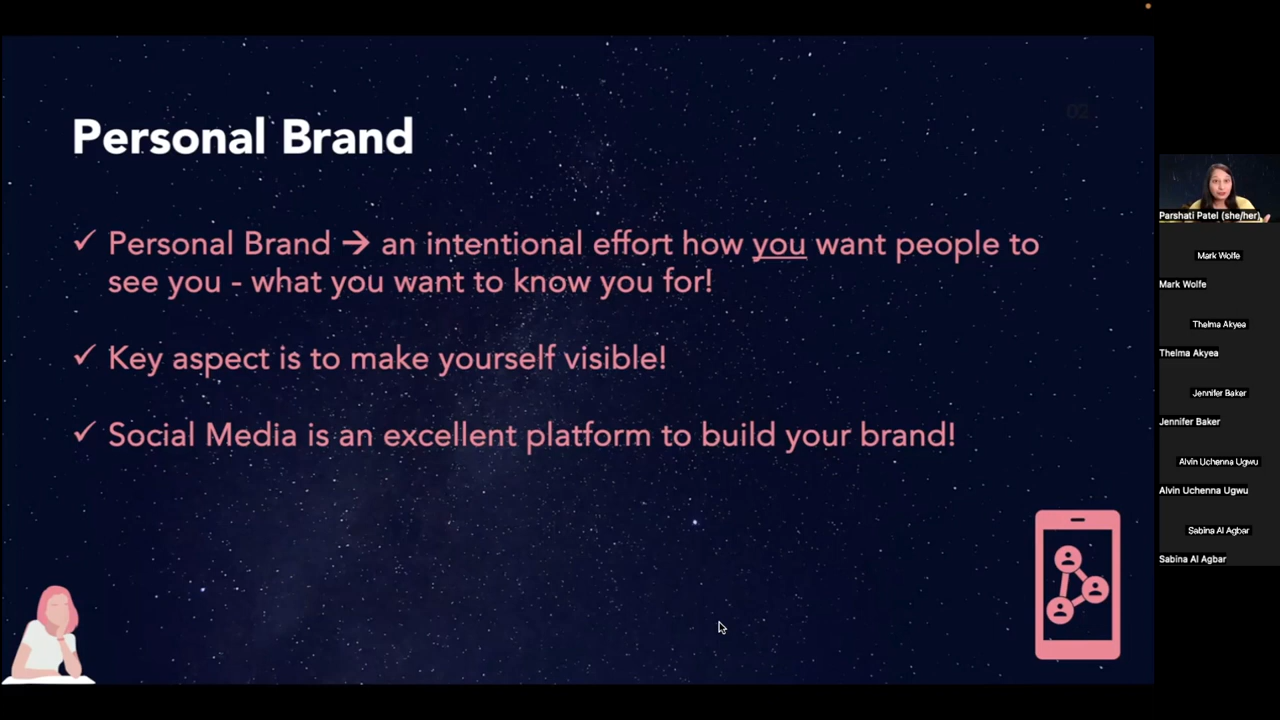 02
Personal Brand
✓ Personal Brand → an intentional effort how you want people to
see you - what you want to know you for!
✓ Key aspect is to make yourself visible!
✓ Social Media is an excellent platform to build your brand!
Parshati Patel (she/her)
Mark Wolfe
Mark Wolfe
Thelma Akyea
Thelma Akyea
Jennifer Baker
Jennifer Baker
Alvin Uchenna Ugwu
Alvin Uchenna Ugwu
Sabina Al Agbar
Sabina Al Agbar